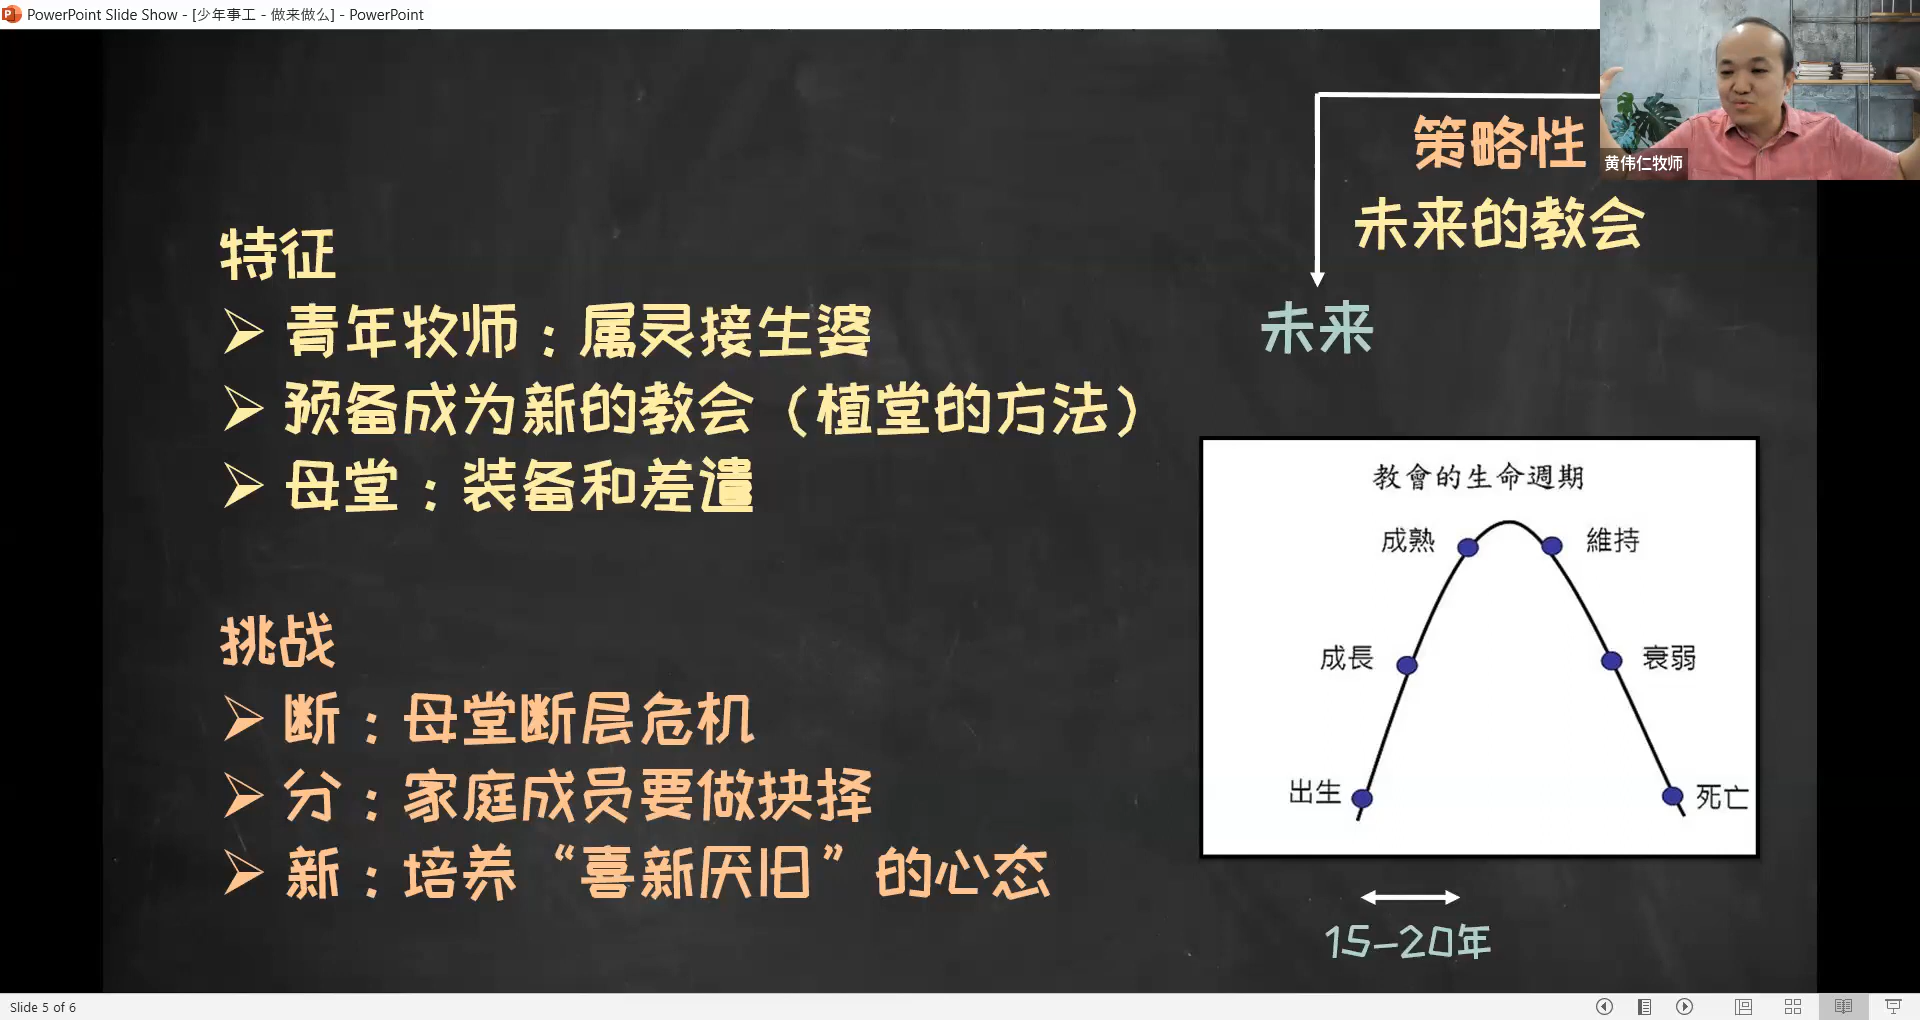 PowerPoint Slide Show - [少年事工 - 做来做么] - PowerPoint
黄伟仁牧师
策略性
未来的教会
未来
特征
➢ 青年牧师：属灵接生婆
➢ 预备成为新的教会（植堂的方法）
➢ 母堂：装备和差遣
挑战
➢ 断：母堂断层危机
➢ 分：家庭成员要做抉择
➢ 新：培养“喜新厌旧”的心态
教會的生命週期
成熟
維持
成長
衰弱
出生
死亡
15-20年
Slide 5 of 6